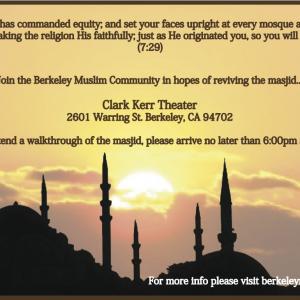 has commanded equity; and set your faces upright at every mosque a
aking the religion His faithfully; just as He originated you, so you will
(7:29)
Join the Berkeley Muslim Community in hopes of reviving the masjid..
Clark Kerr Theater
2601 Warring St. Berkeley, CA 94702
tend a walkthrough of the masjid, please arrive no later than 6:00pm
For more info please visit berkeley